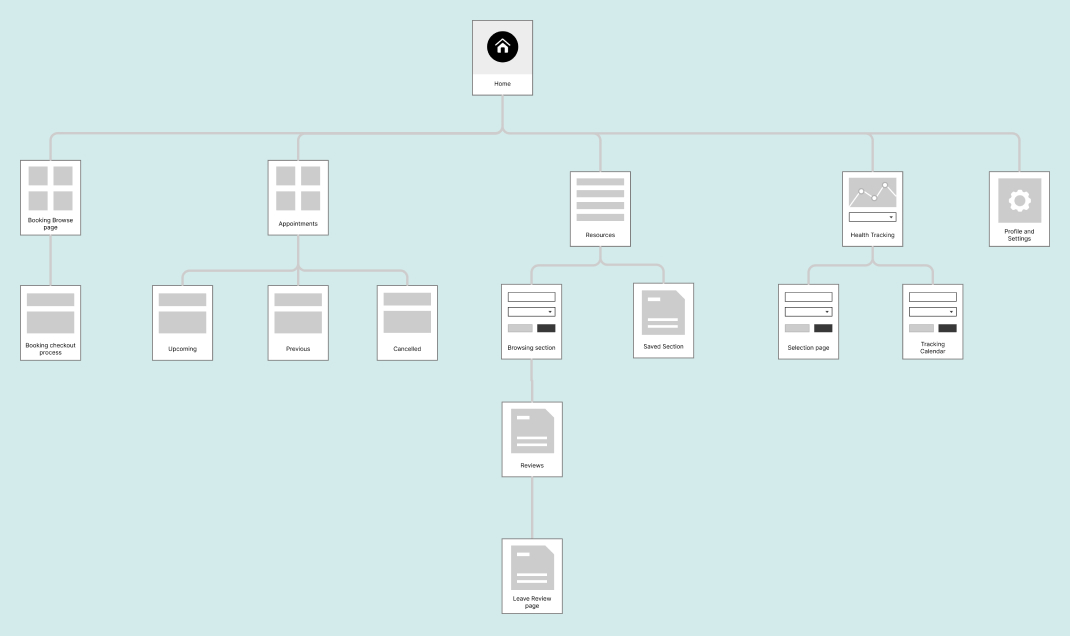 Home
Booking Browse
page
Appointments
Resources
Health Tracking
Profile and
Settings
Booking checkout
process
Upcoming
Previous
Cancelled
Browsing section
Saved Section
Selection page
Tracking
Calendar
Reviews
Leave Review
page